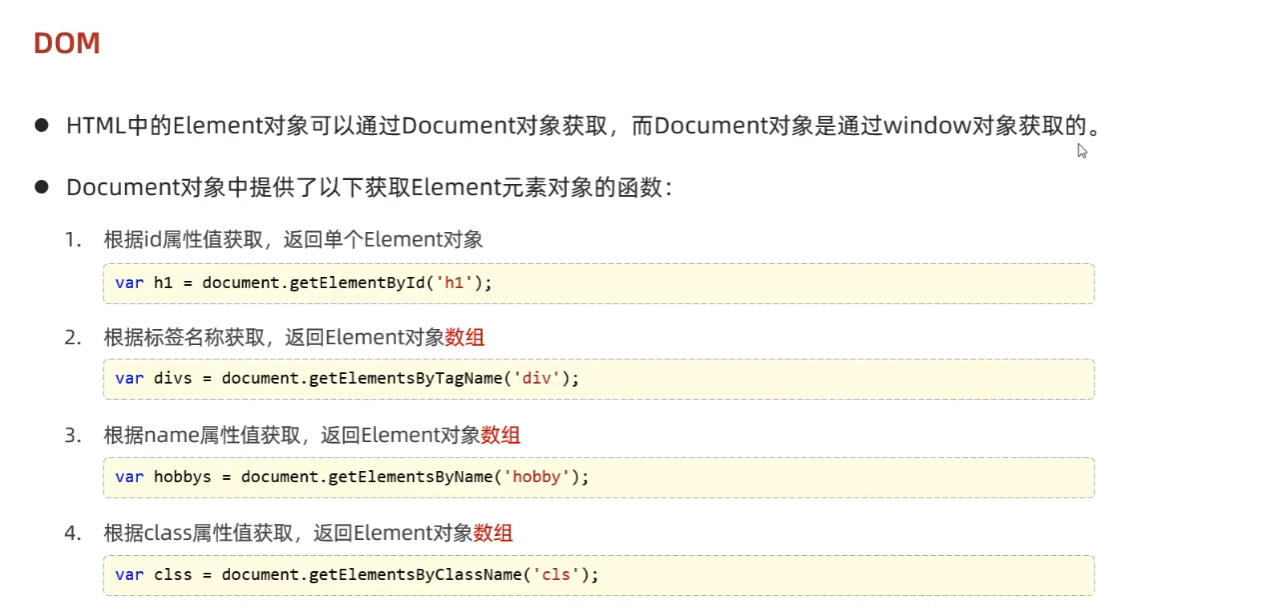 DOM
HTML中的Element对象可以通过Document对象获取，而Document对象是通过window对象获取的。
Document对象中提供了以下获取Element元素对象的函数：
1. 根据id属性值获取，返回单个Element对象
var h1 = document.getElementById('h1');
2. 根据标签名称获取，返回Element对象数组
var divs = document.getElementsByTagName('div');
3. 根据name属性值获取，返回Element对象数组
var hobbys = document.getElementsByName('hobby');
4. 根据class属性值获取，返回Element对象数组
var clss = document.getElementsByClassName('cls');